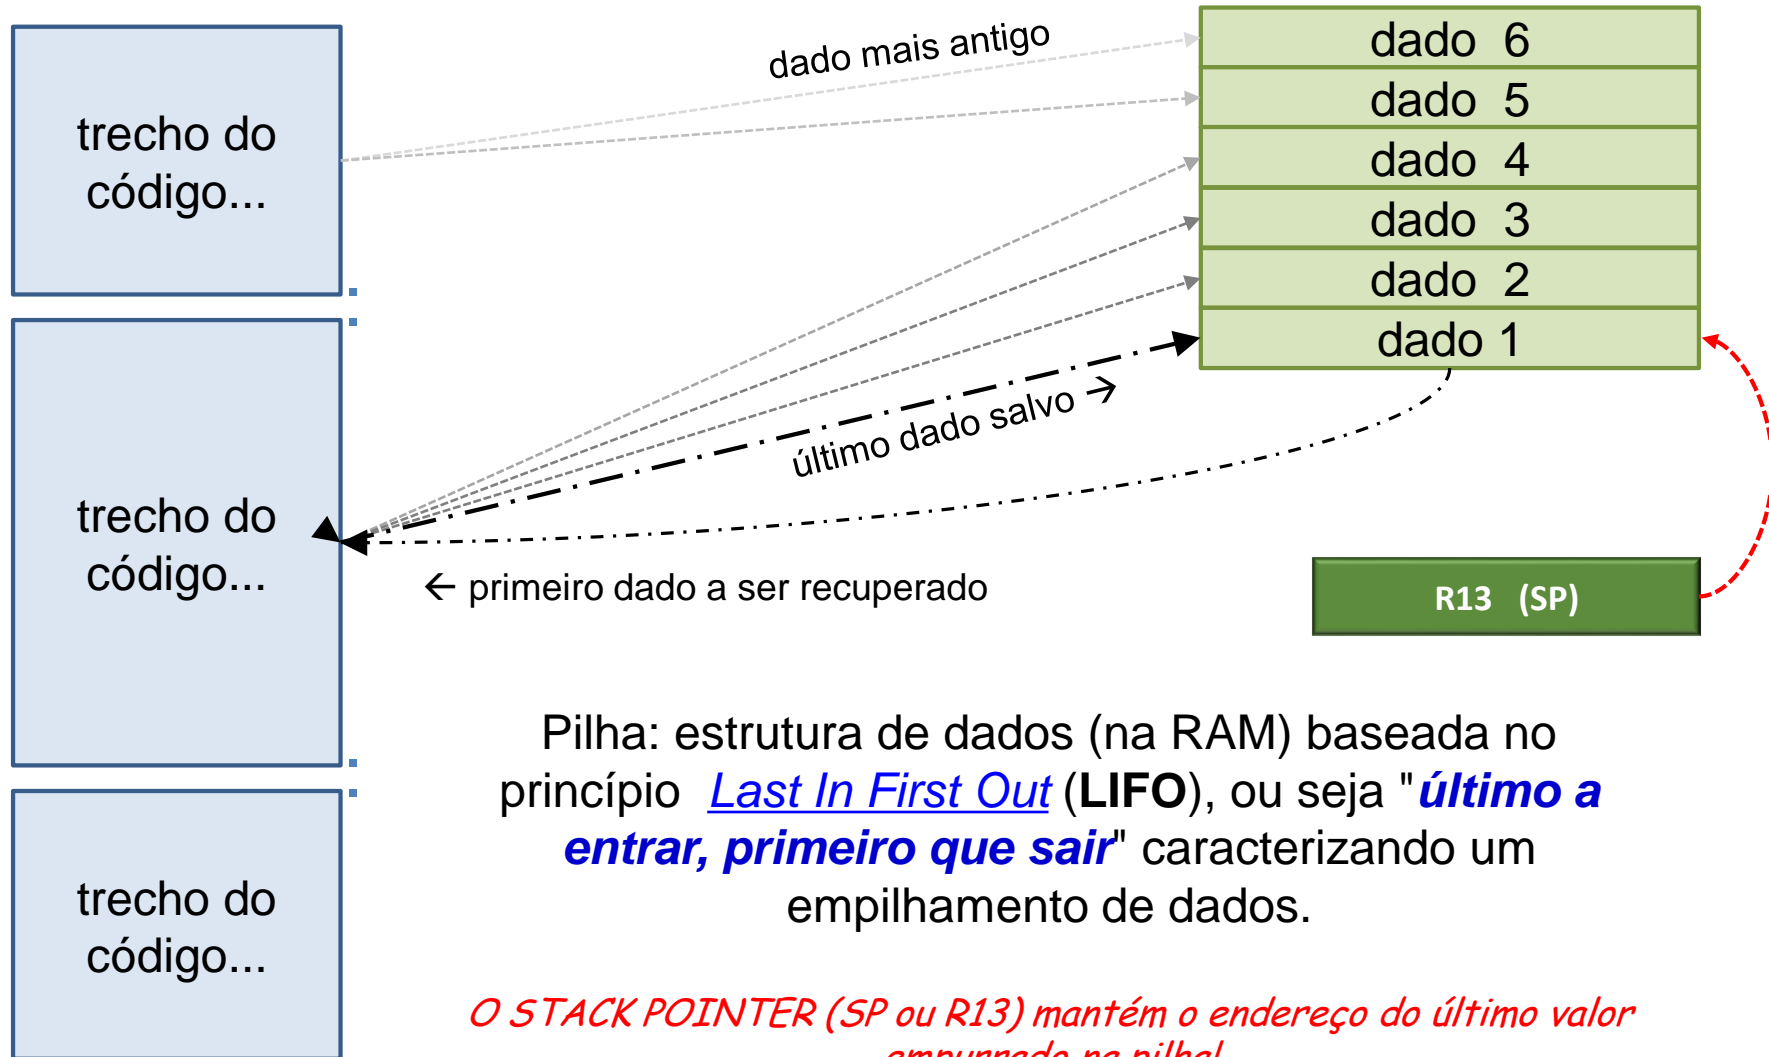 dado mais antigo
dado 6
dado 5
dado 4
dado 3
dado 2
dado 1
trecho do
código...
último dado salvo →
trecho do
código...
← primeiro dado a ser recuperado
R13 (SP)
Pilha: estrutura de dados (na RAM) baseada no
princípio Last In First Out (LIFO), ou seja "último a
entrar, primeiro que sair" caracterizando um
empilhamento de dados.
trecho do
código...
O STACK POINTER (SP ou R13) mantém o endereço do último valor
empurrado na pilha!